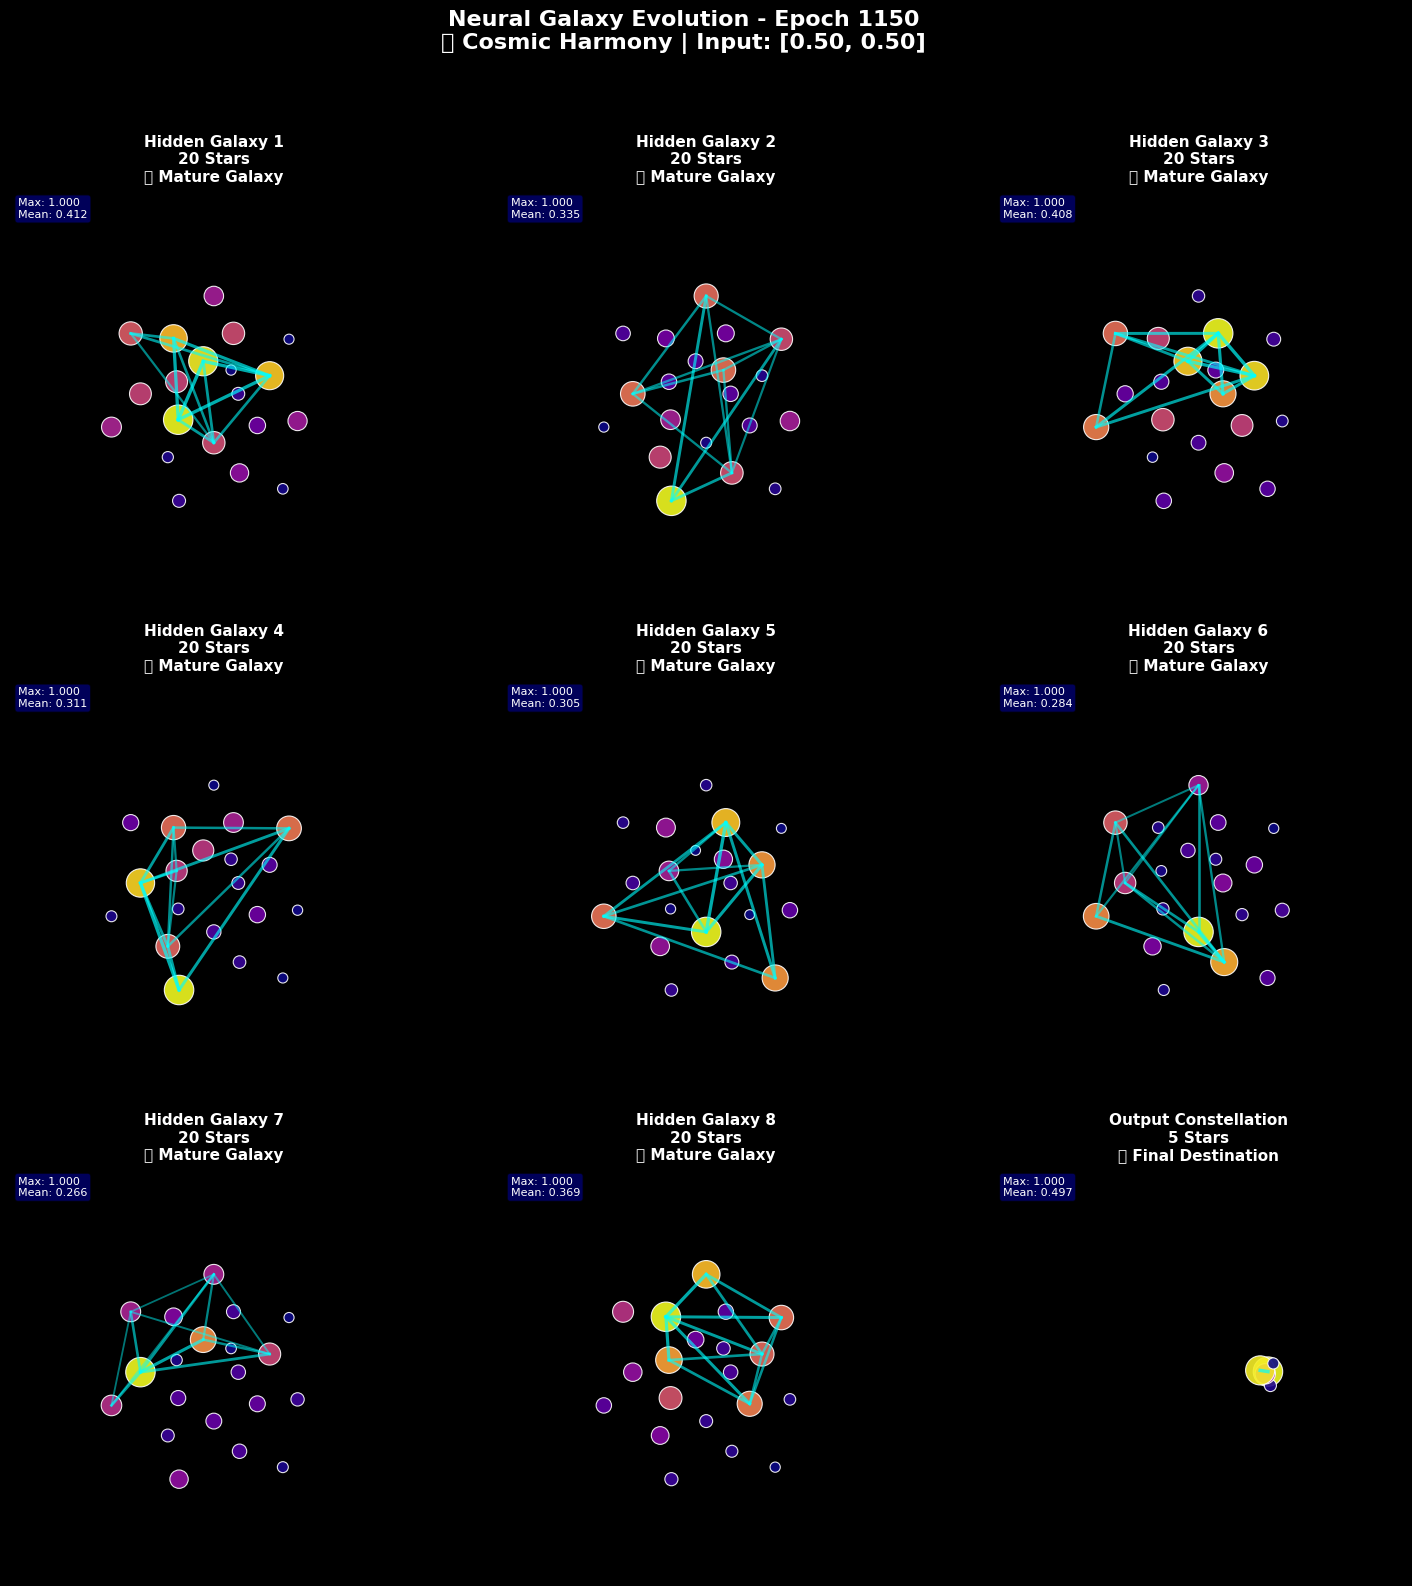 Neural Galaxy Evolution - Epoch 1150
▯ Cosmic Harmony | Input: [0.50, 0.50]
Hidden Galaxy 1
20 Stars
▯ Mature Galaxy
Max: 1.000
Mean: 0.412
Hidden Galaxy 2
20 Stars
▯ Mature Galaxy
Max: 1.000
Mean: 0.335
Hidden Galaxy 3
20 Stars
▯ Mature Galaxy
Max: 1.000
Mean: 0.408
Hidden Galaxy 4
20 Stars
▯ Mature Galaxy
Max: 1.000
Mean: 0.311
Hidden Galaxy 5
20 Stars
▯ Mature Galaxy
Max: 1.000
Mean: 0.305
Hidden Galaxy 6
20 Stars
▯ Mature Galaxy
Max: 1.000
Mean: 0.284
Hidden Galaxy 7
20 Stars
▯ Mature Galaxy
Max: 1.000
Mean: 0.266
Hidden Galaxy 8
20 Stars
▯ Mature Galaxy
Max: 1.000
Mean: 0.369
Output Constellation
5 Stars
▯ Final Destination
Max: 1.000
Mean: 0.497